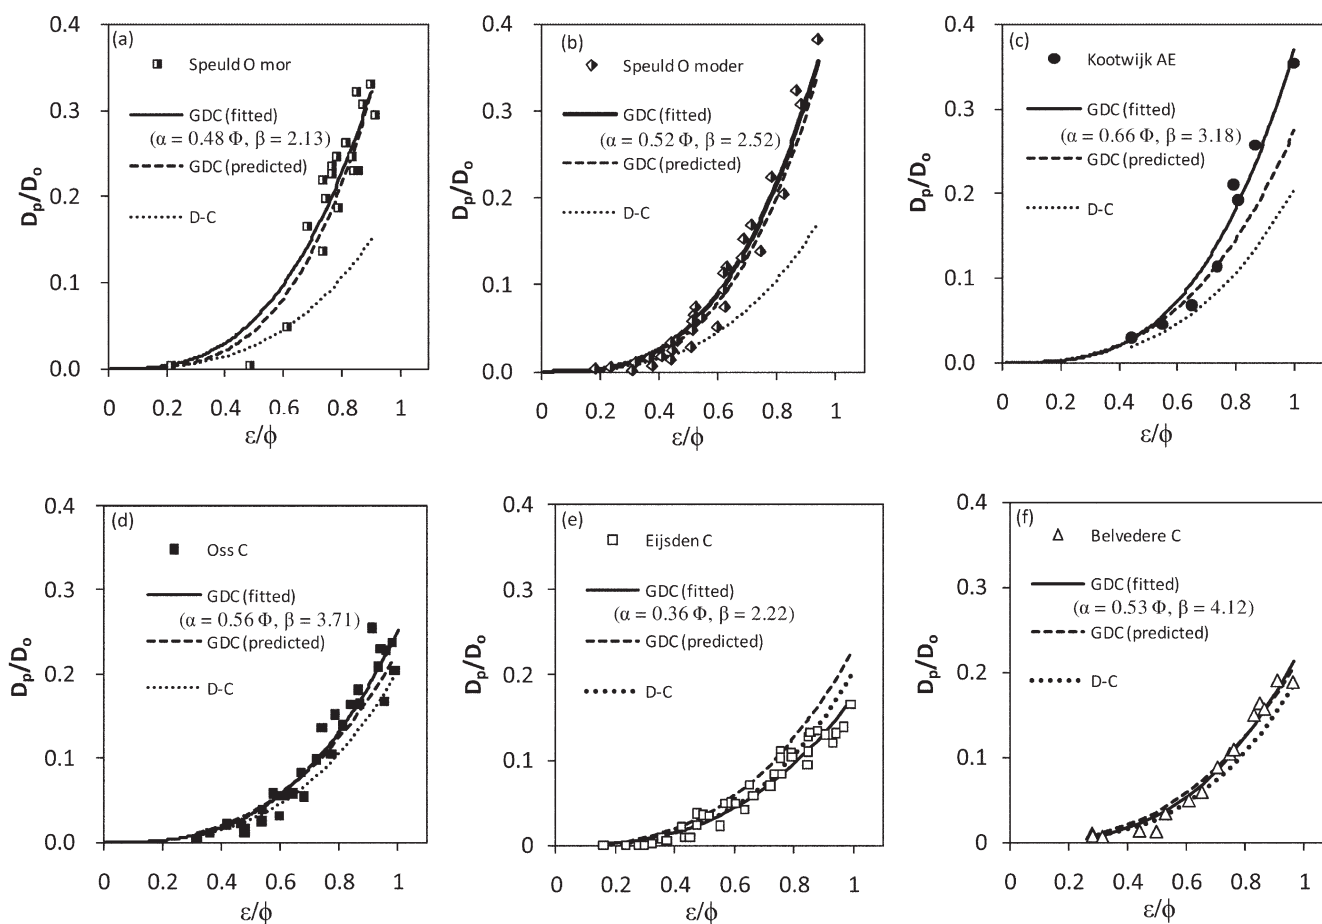 (a)
Speuld O mor
GDC (fitted)
(α = 0.48 Φ, β = 2.13)
GDC (predicted)
D-C
0.4
0.3
0.2
0.1
0.0
Dp/Do
0 0.2 0.4 0.6 0.8 1
ε/ϕ
(b)
Speuld O moder
GDC (fitted)
(α = 0.52 Φ, β = 2.52)
GDC (predicted)
D-C
0.4
0.3
0.2
0.1
0.0
Dp/Do
0 0.2 0.4 0.6 0.8 1
ε/ϕ
(c)
Kootwijk AE
GDC (fitted)
(α = 0.66 Φ, β = 3.18)
GDC (predicted)
D-C
0.4
0.3
0.2
0.1
0.0
Dp/Do
0 0.2 0.4 0.6 0.8 1
ε/ϕ
(d)
Oss C
GDC (fitted)
(α = 0.56 Φ, β = 3.71)
GDC (predicted)
D-C
0.4
0.3
0.2
0.1
0.0
Dp/Do
0 0.2 0.4 0.6 0.8 1
ε/ϕ
(e)
Eijsden C
GDC (fitted)
(α = 0.36 Φ, β = 2.22)
GDC (predicted)
D-C
0.4
0.3
0.2
0.1
0
Dp/Do
0 0.2 0.4 0.6 0.8 1
ε/ϕ
(f)
Belvedere C
GDC (fitted)
(α = 0.53 Φ, β = 4.12)
GDC (predicted)
D-C
0.4
0.3
0.2
0.1
0
Dp/Do
0 0.2 0.4 0.6 0.8 1
ε/ϕ